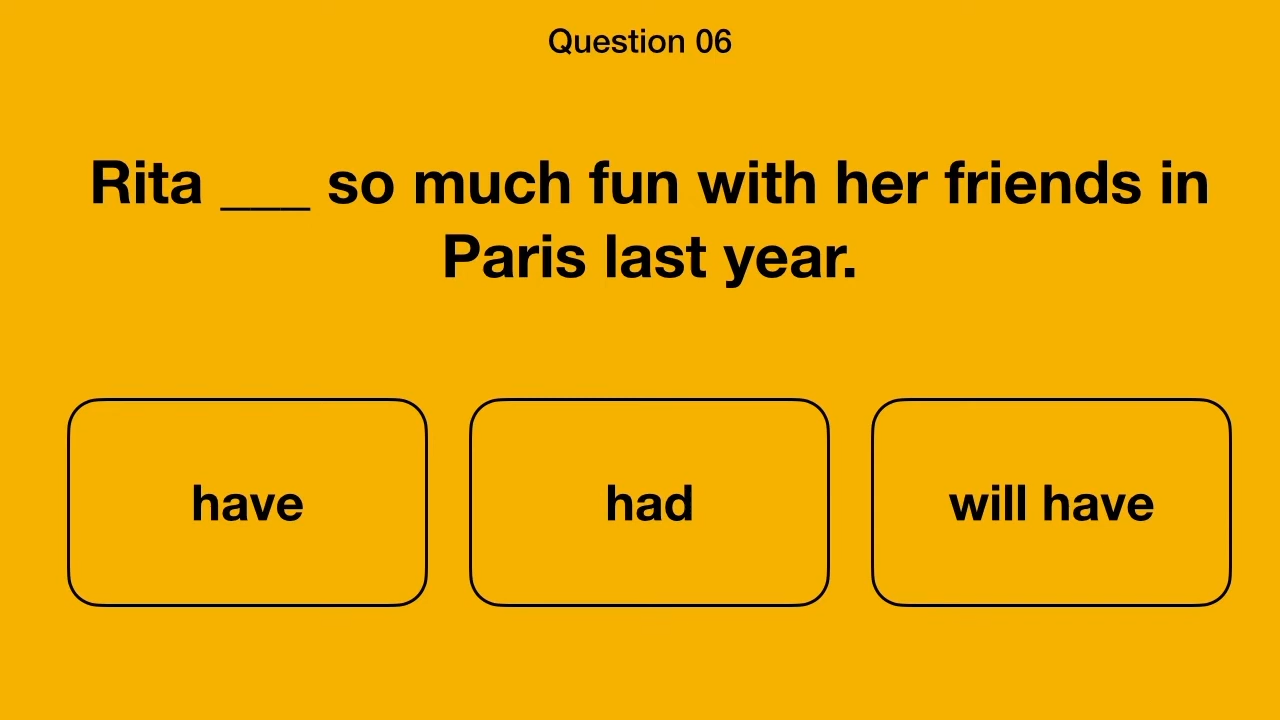 Question 06
Rita ___ so much fun with her friends in
Paris last year.
have
had
will have